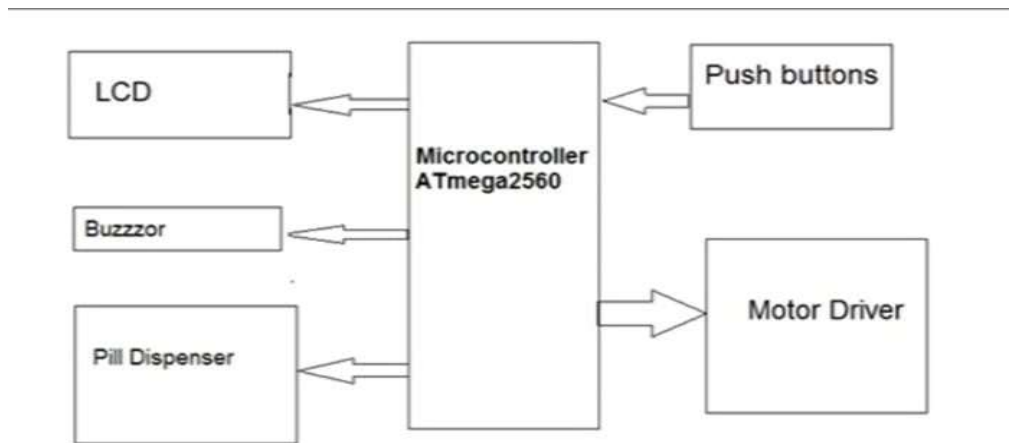 LCD
Push buttons
Microcontroller
ATmega2560
Buzzzor
Motor Driver
Pill Dispenser